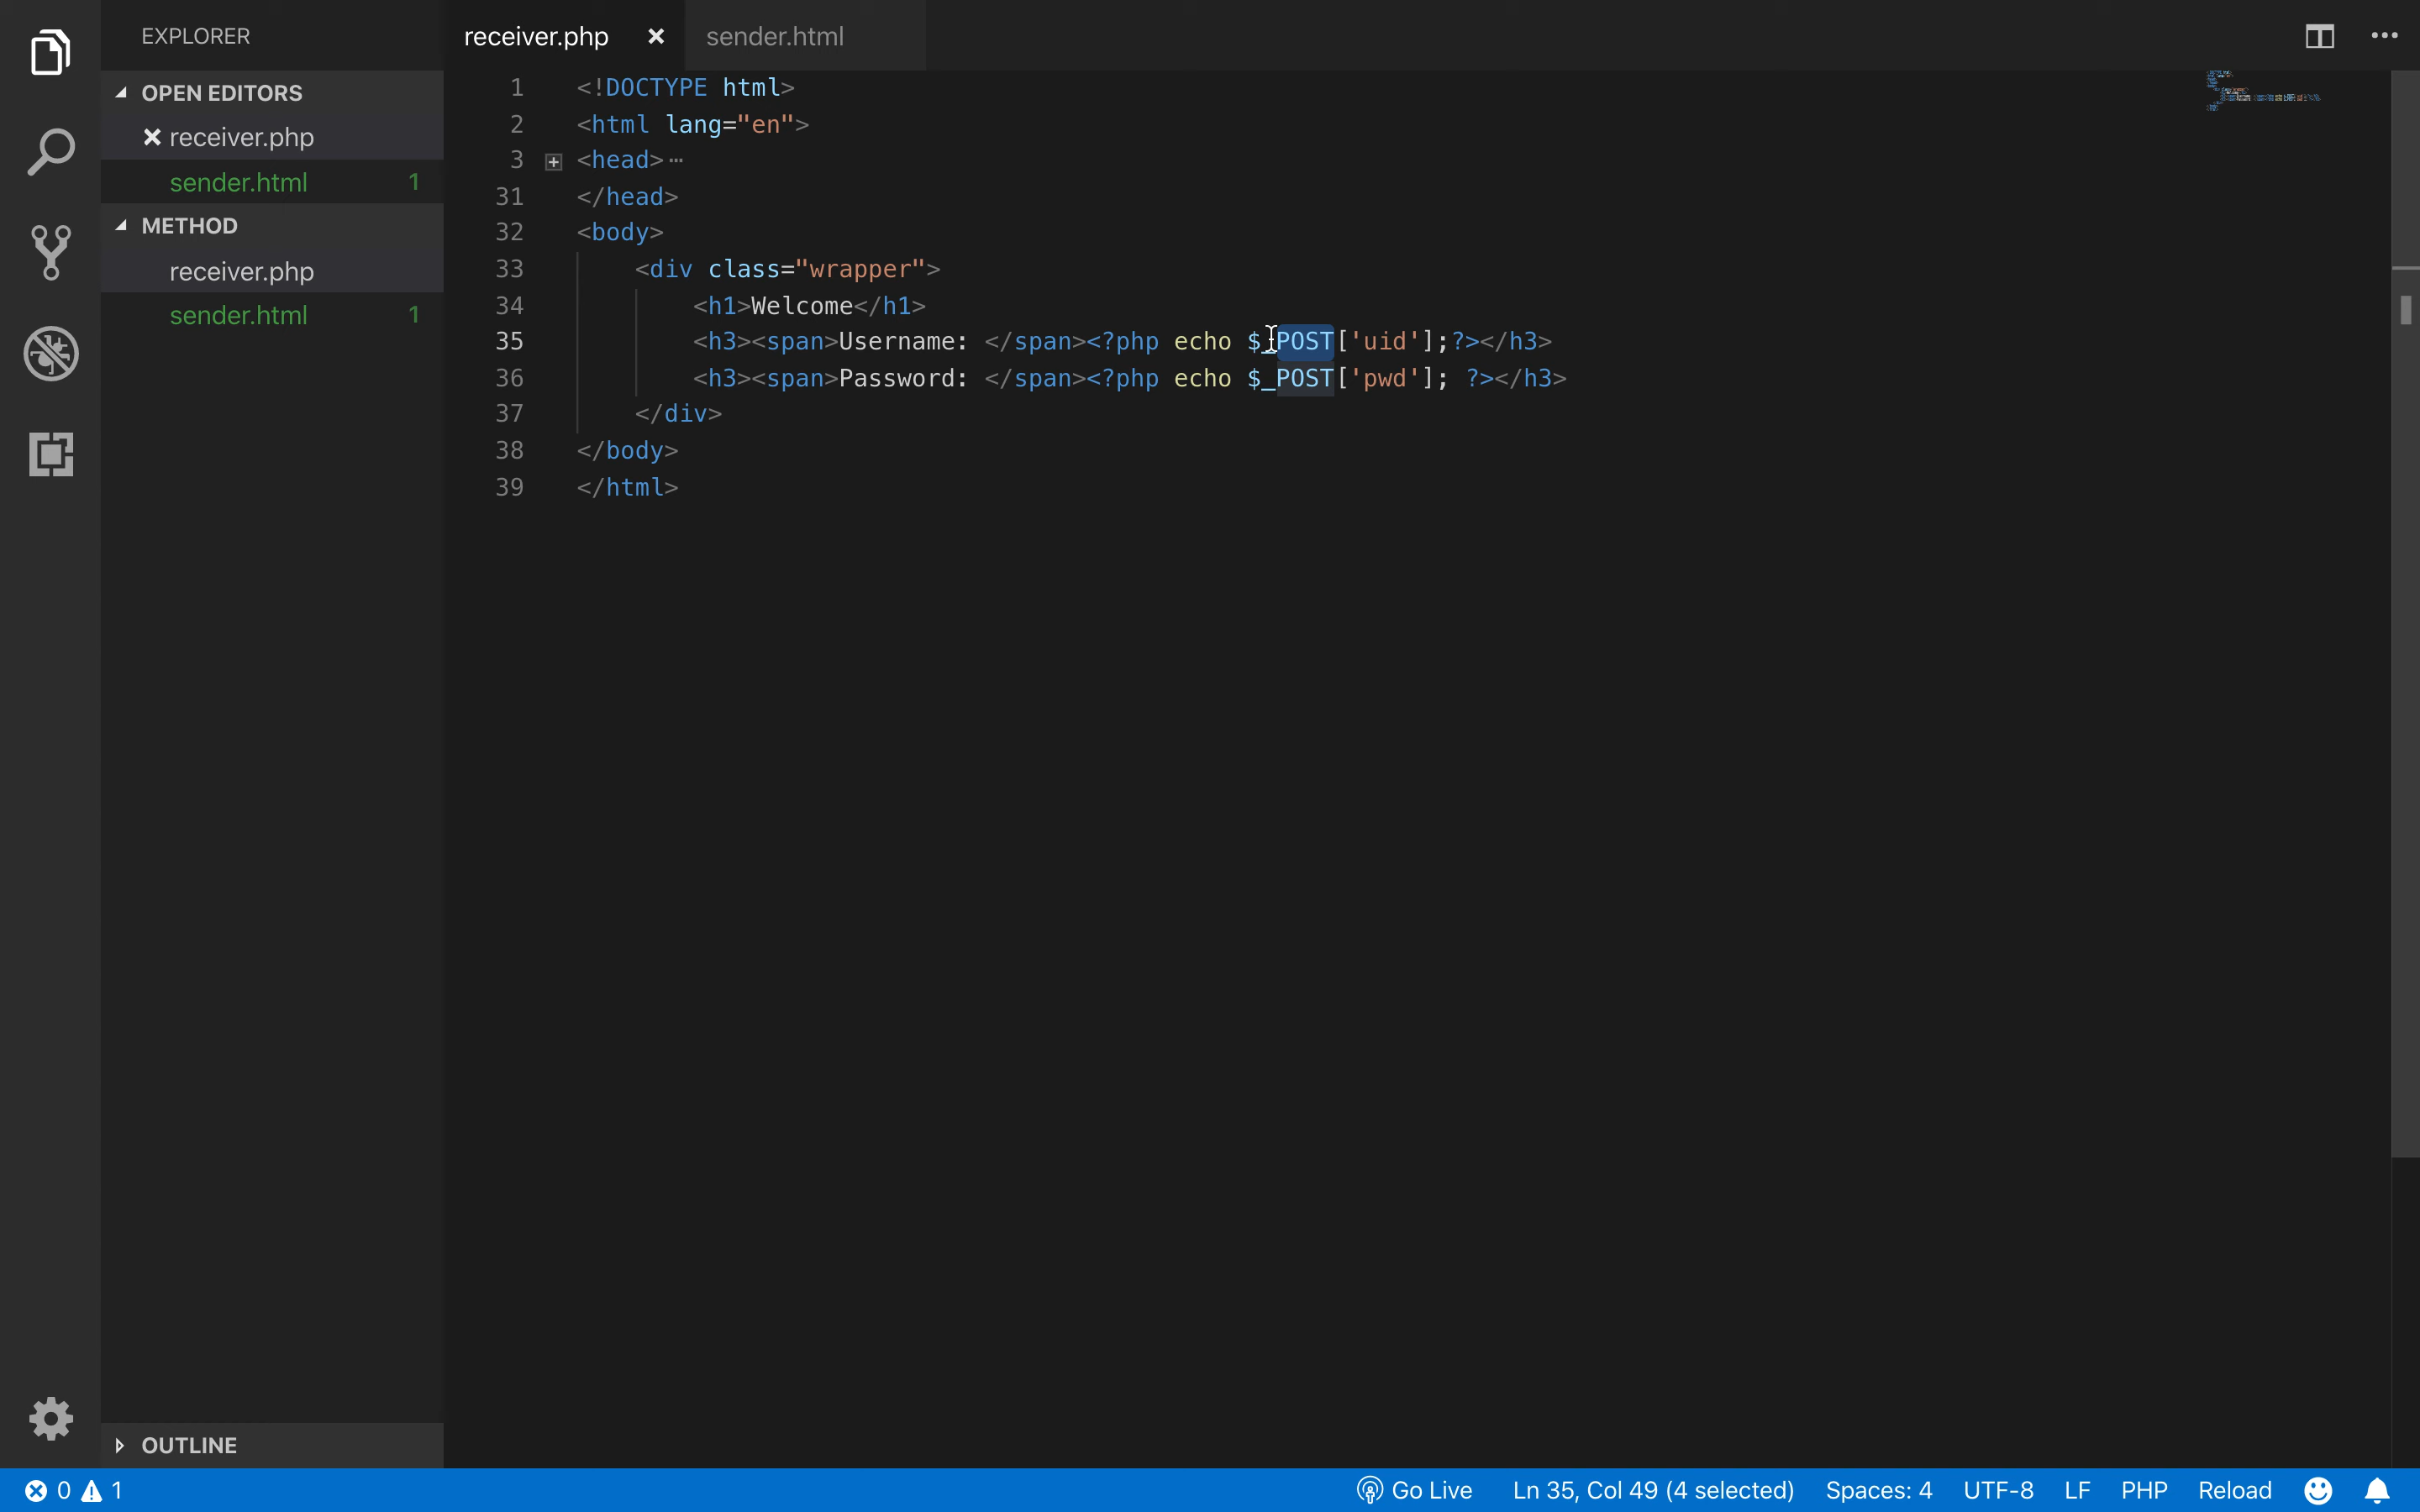 EXPLORER
OPEN EDITORS
receiver.php
sender.html 1
METHOD
receiver.php
sender.html 1
OUTLINE
receiver.php sender.html
1 <!DOCTYPE html>
2 <html lang="en">
3 <head>⋯
31 </head>
32 <body>
33 <div class="wrapper">
34 <h1>Welcome</h1>
35 <h3><span>Username: </span><?php echo $_POST['uid'];?></h3>
36 <h3><span>Password: </span><?php echo $_POST['pwd']; ?></h3>
37 </div>
38 </body>
39 </html>
0 1 Go Live Ln 35, Col 49 (4 selected) Spaces: 4 UTF-8 LF PHP Reload